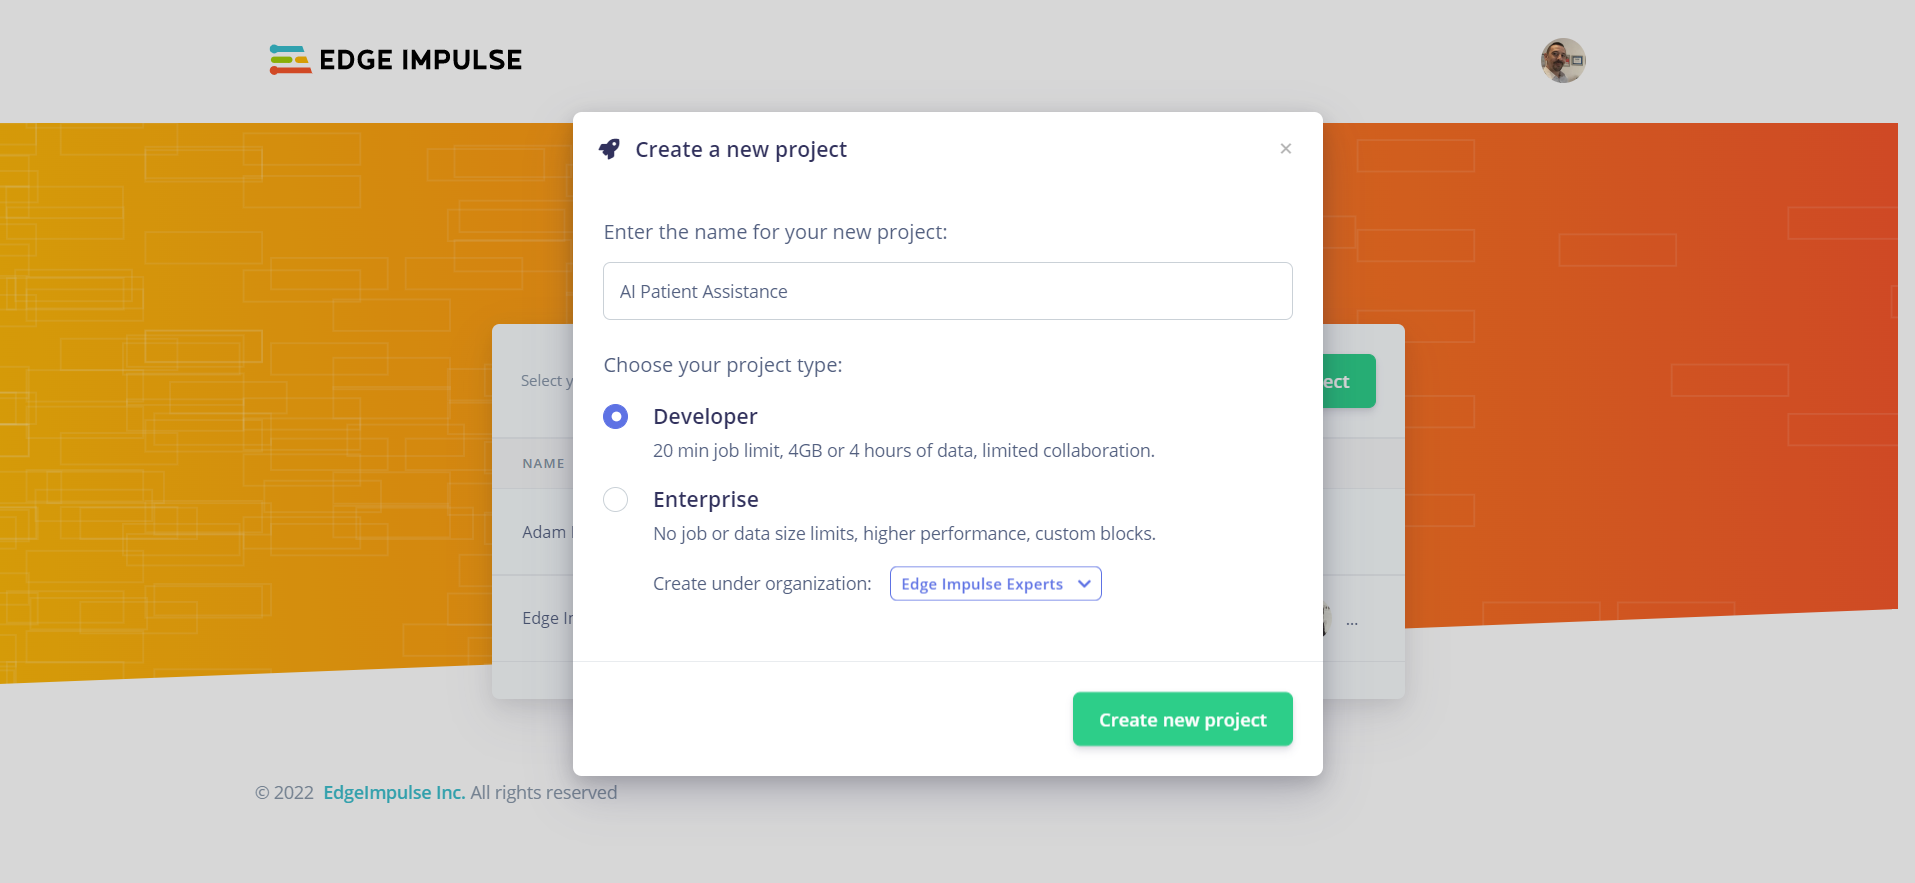 EDGE IMPULSE
Create a new project
×
Enter the name for your new project:
AI Patient Assistance
Choose your project type:
Select
Developer
20 min job limit, 4GB or 4 hours of data, limited collaboration.
NAME
Enterprise
No job or data size limits, higher performance, custom blocks.
Adam
Create under organization: Edge Impulse Experts
Edge
...
Create new project
© 2022 EdgeImpulse Inc. All rights reserved